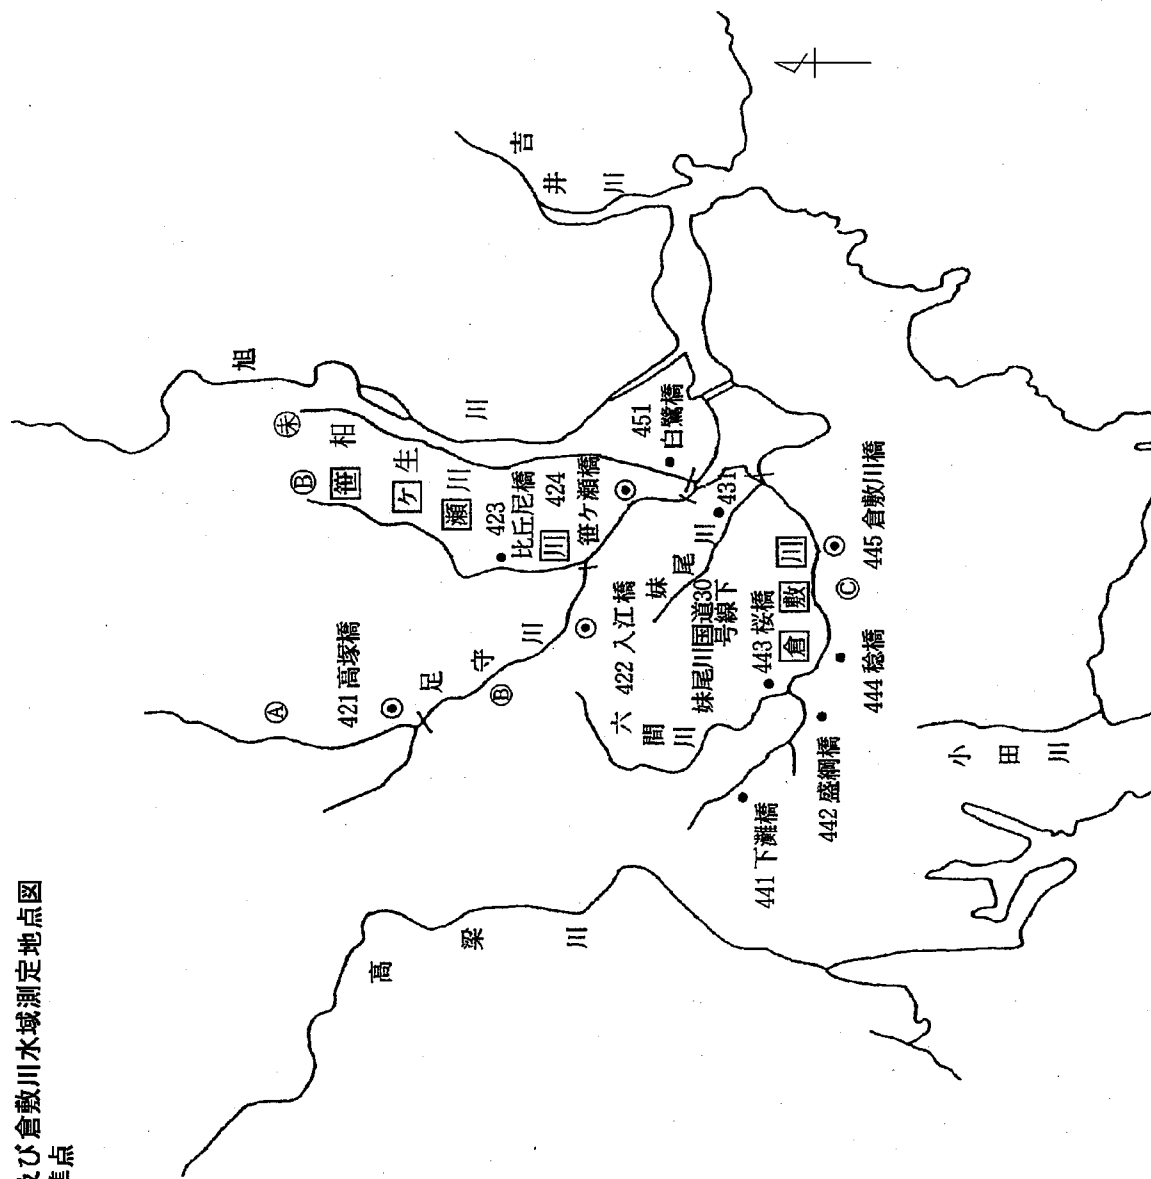 び倉敷川水域測定地点図
点
吉井川
旭川
㊍
相生川
Ⓑ
笹ケ瀬川
451
白鷺橋
423
比丘尼橋
424
笹ケ瀬橋
431
妹尾川
妹尾川国道30
号線下
421 高塚橋
Ⓐ
足守川
Ⓑ
422 入江橋
六間川
443 桜橋
倉敷川
445 倉敷川橋
Ⓒ
444 稔橋
442 盛綱橋
441 下灘橋
小田川
高梁川